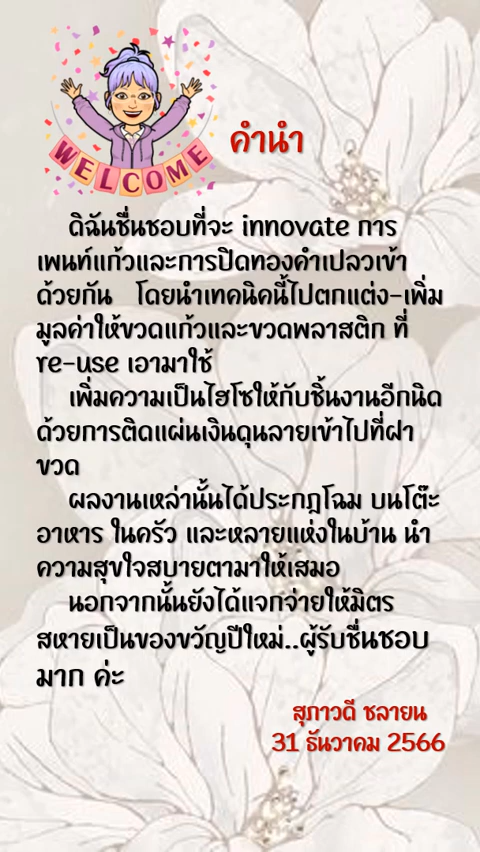 WELCOME
คำนำ
ดิฉันชื่นชอบที่จะ innovate การ
เพนท์แก้วและการปิดทองคำเปลวเข้า
ด้วยกัน โดยนำเทคนิคนี้ไปตกแต่ง-เพิ่ม
มูลค่าให้ขวดแก้วและขวดพลาสติก ที่
re-use เอามาใช้
เพิ่มความเป็นไฮโซให้กับชิ้นงานอีกนิด
ด้วยการติดแผ่นเงินดุนลายเข้าไปที่ฝา
ขวด
ผลงานเหล่านั้นได้ประกฎโฉม บนโต๊ะ
อาหาร ในครัว และหลายแห่งในบ้าน นำ
ความสุขใจสบายตามาให้เสมอ
นอกจากนั้นยังได้แจกจ่ายให้มิตร
สหายเป็นของขวัญปีใหม่..ผู้รับชื่นชอบ
มาก ค่ะ
สุภาวดี ชลายน
31 ธันวาคม 2566